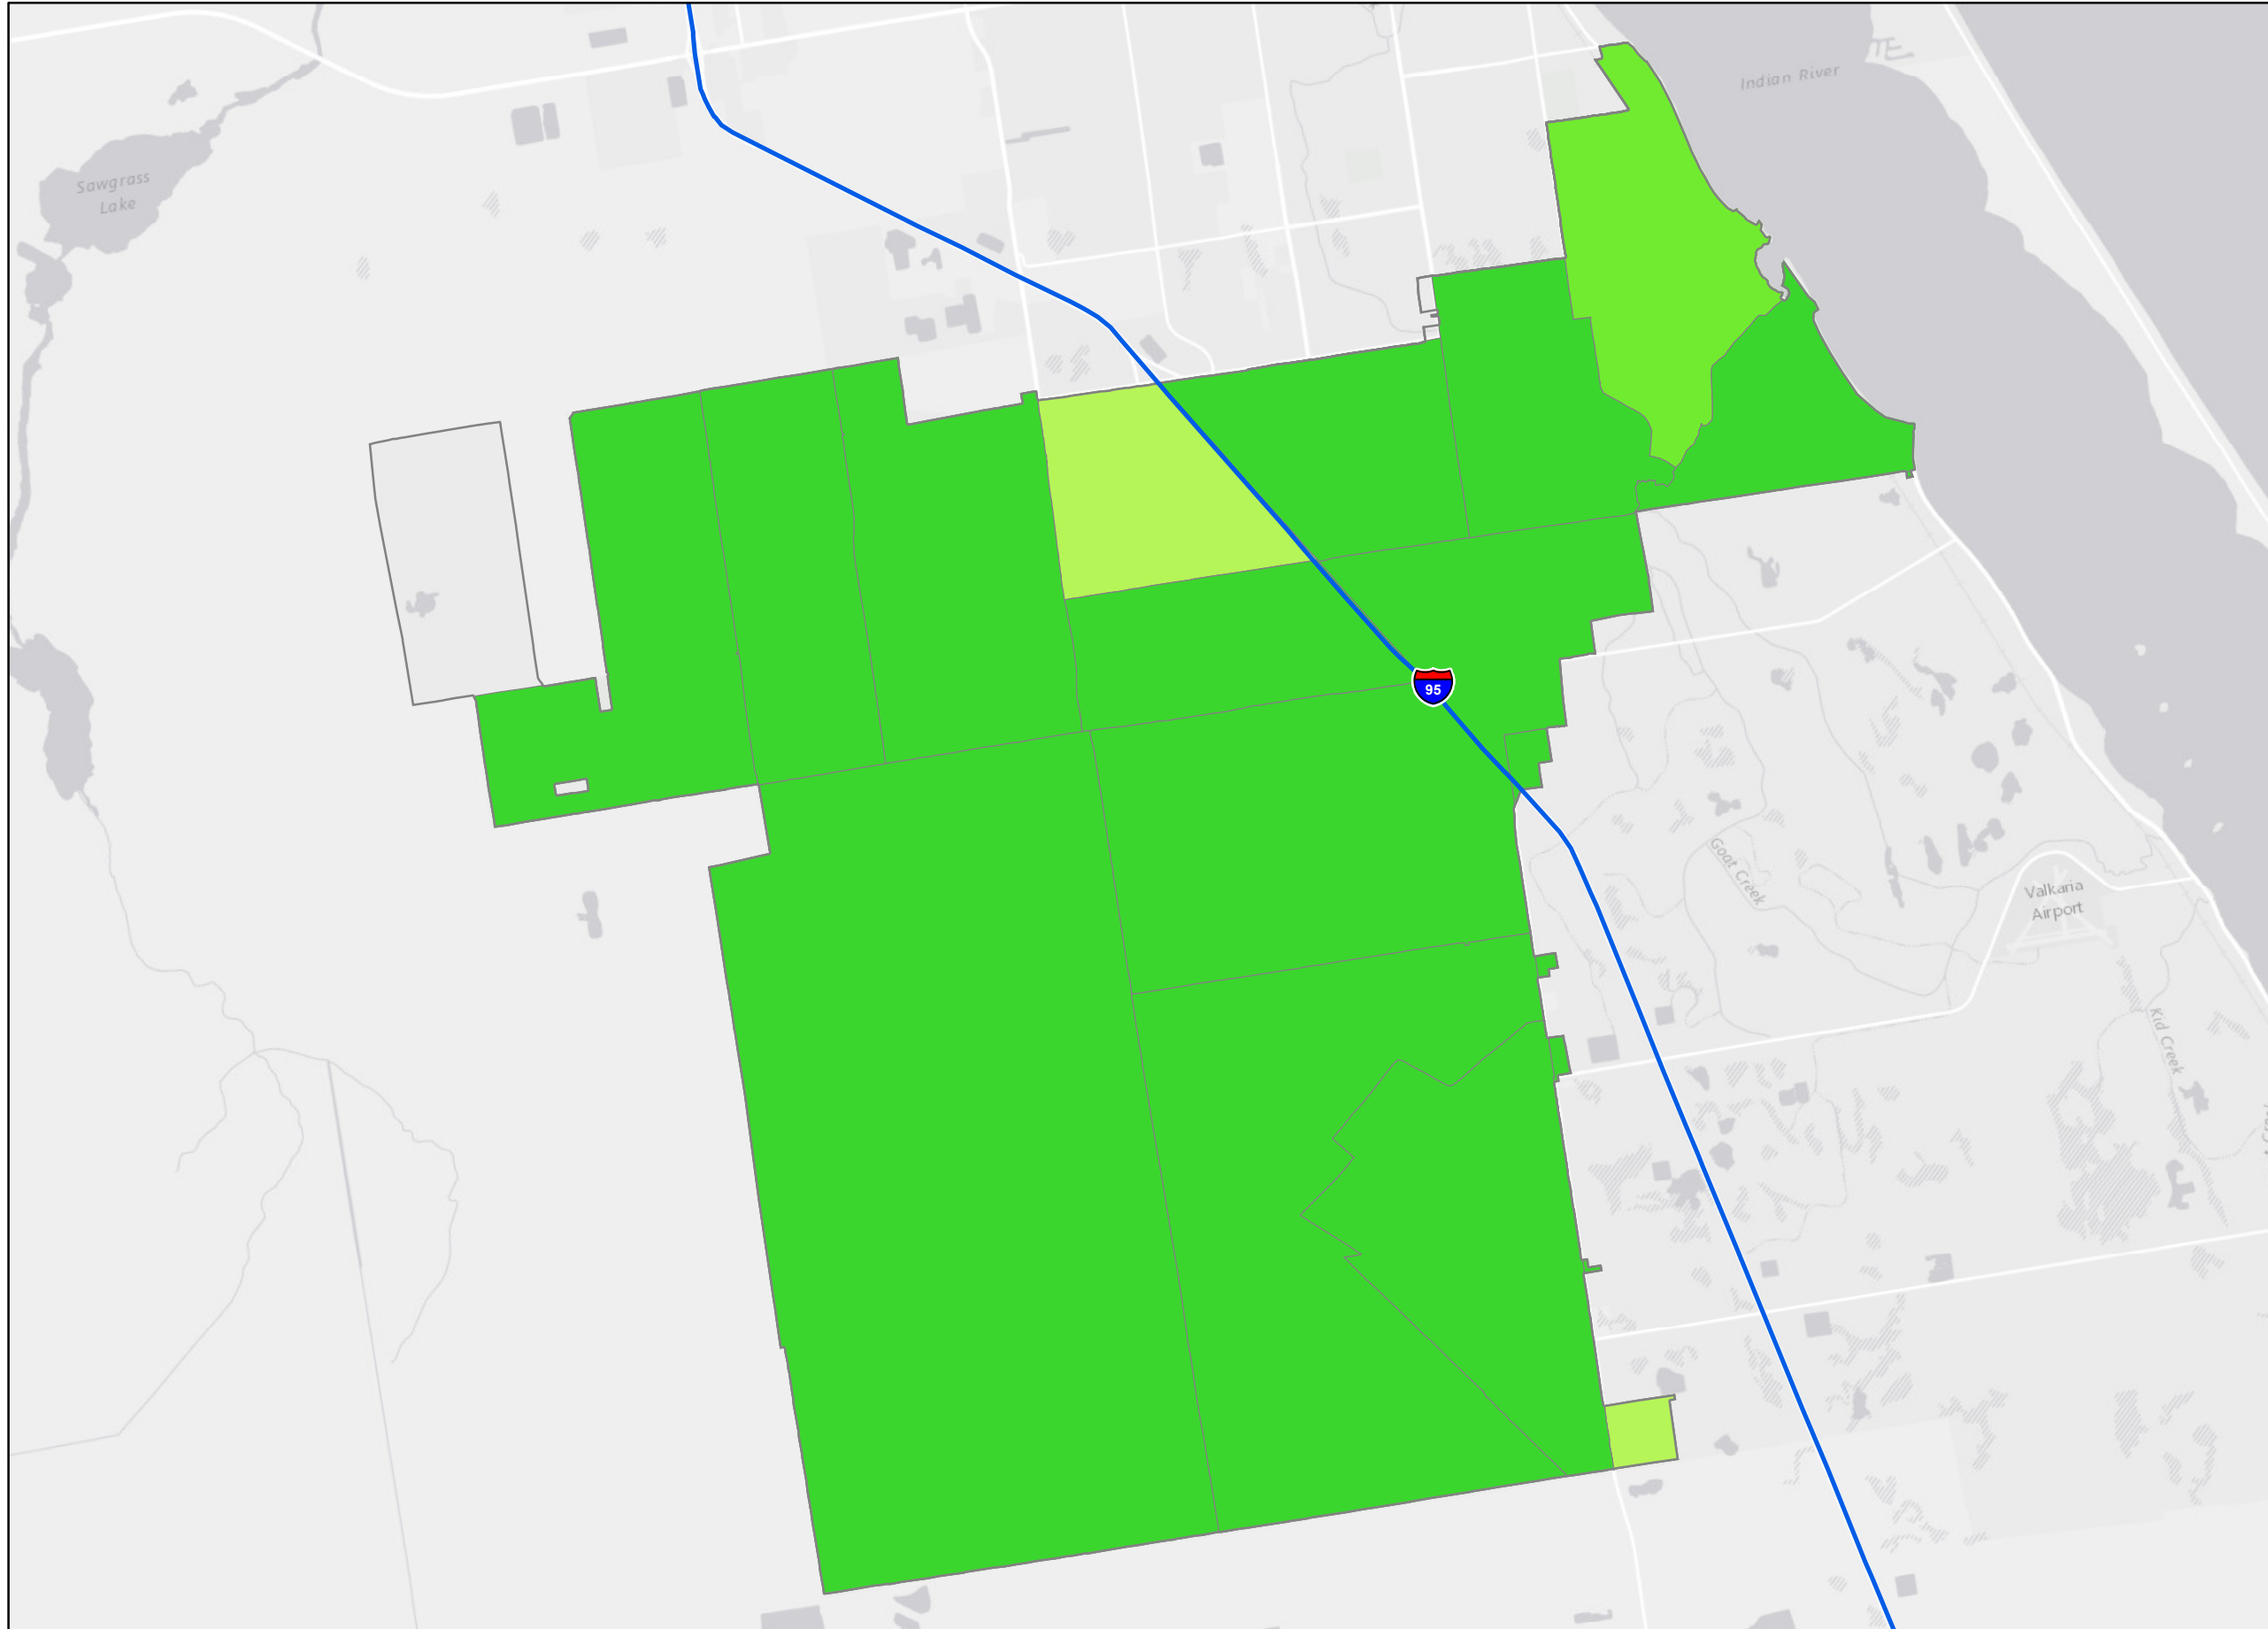 Indian River
Sawgrass
Lake
95
Goat Creek
Valkaria
Airport
Kid Creek